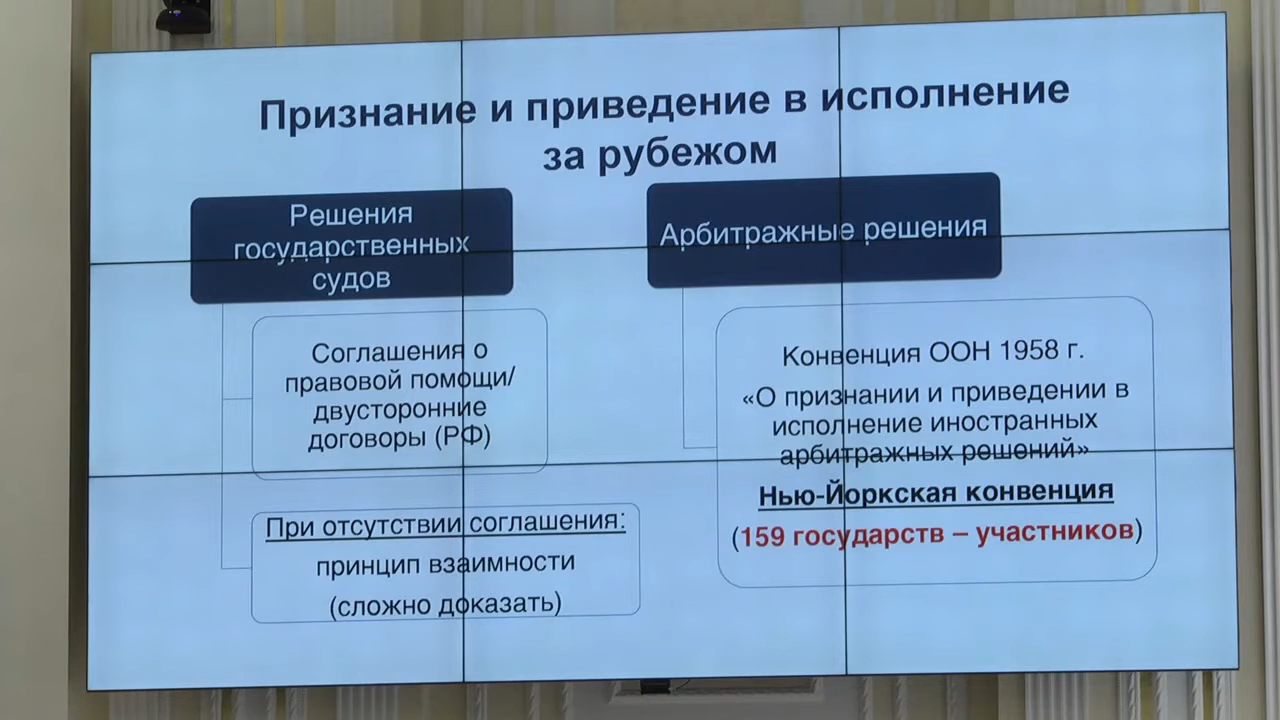 Признание и приведение в исполнение
за рубежом
Решения
государственных
судов
Соглашения о
правовой помощи/
двусторонние
договоры (РФ)
При отсутствии соглашения:
принцип взаимности
(сложно доказать)
Арбитражные решения
Конвенция ООН 1958 г.
«О признании и приведении в
исполнение иностранных
арбитражных решений»
Нью-Йоркская конвенция
(159 государств – участников)